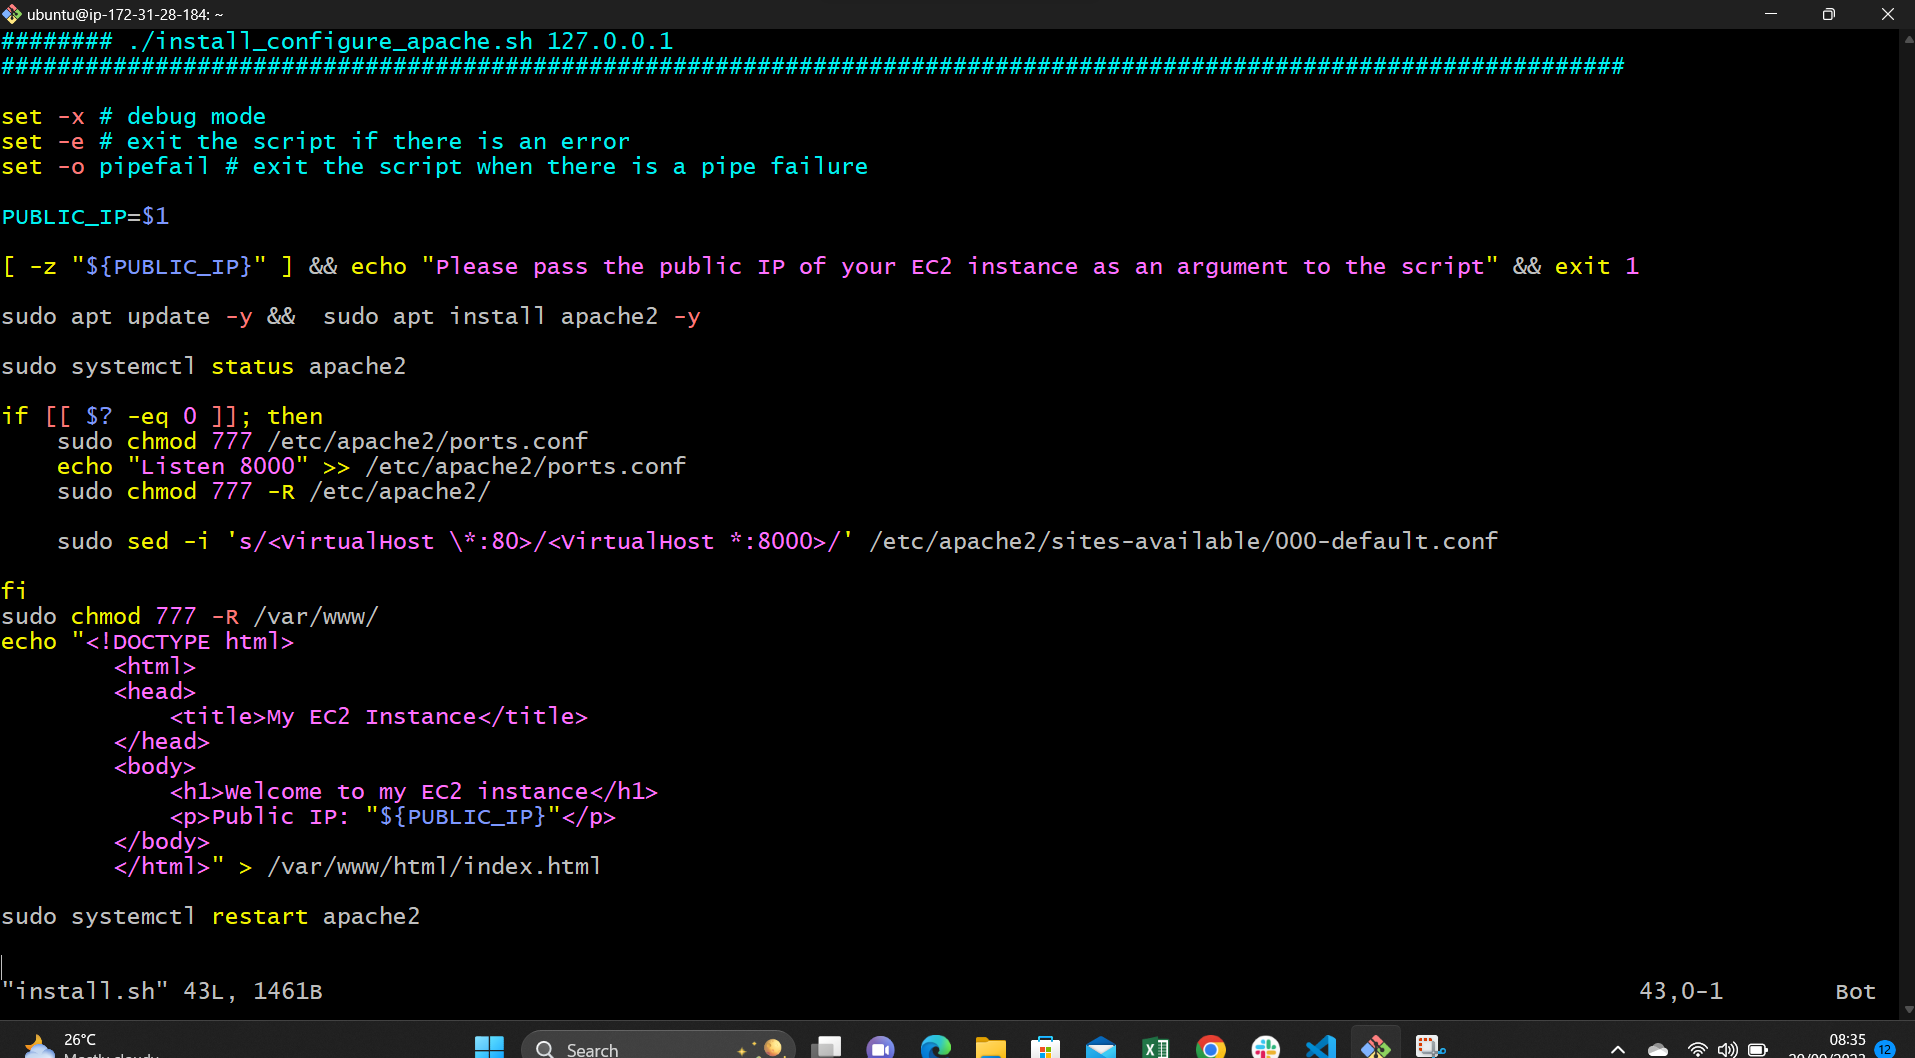 ubuntu@ip-172-31-28-184: ~
######## ./install_configure_apache.sh 127.0.0.1
####################################################################################################################
set -x # debug mode
set -e # exit the script if there is an error
set -o pipefail # exit the script when there is a pipe failure
PUBLIC_IP=$1
[ -z "${PUBLIC_IP}" ] && echo "Please pass the public IP of your EC2 instance as an argument to the script" && exit 1
sudo apt update -y &&  sudo apt install apache2 -y
sudo systemctl status apache2
if [[ $? -eq 0 ]]; then
    sudo chmod 777 /etc/apache2/ports.conf
    echo "Listen 8000" >> /etc/apache2/ports.conf
    sudo chmod 777 -R /etc/apache2/
    sudo sed -i 's/<VirtualHost \*:80>/<VirtualHost *:8000>/' /etc/apache2/sites-available/000-default.conf
fi
sudo chmod 777 -R /var/www/
echo "<!DOCTYPE html>
        <html>
        <head>
            <title>My EC2 Instance</title>
        </head>
        <body>
            <h1>Welcome to my EC2 instance</h1>
            <p>Public IP: "${PUBLIC_IP}"</p>
        </body>
        </html>" > /var/www/html/index.html
sudo systemctl restart apache2
"install.sh" 43L, 1461B 43,0-1 Bot
26°C
Mostly cloudy
Search
08:35
12